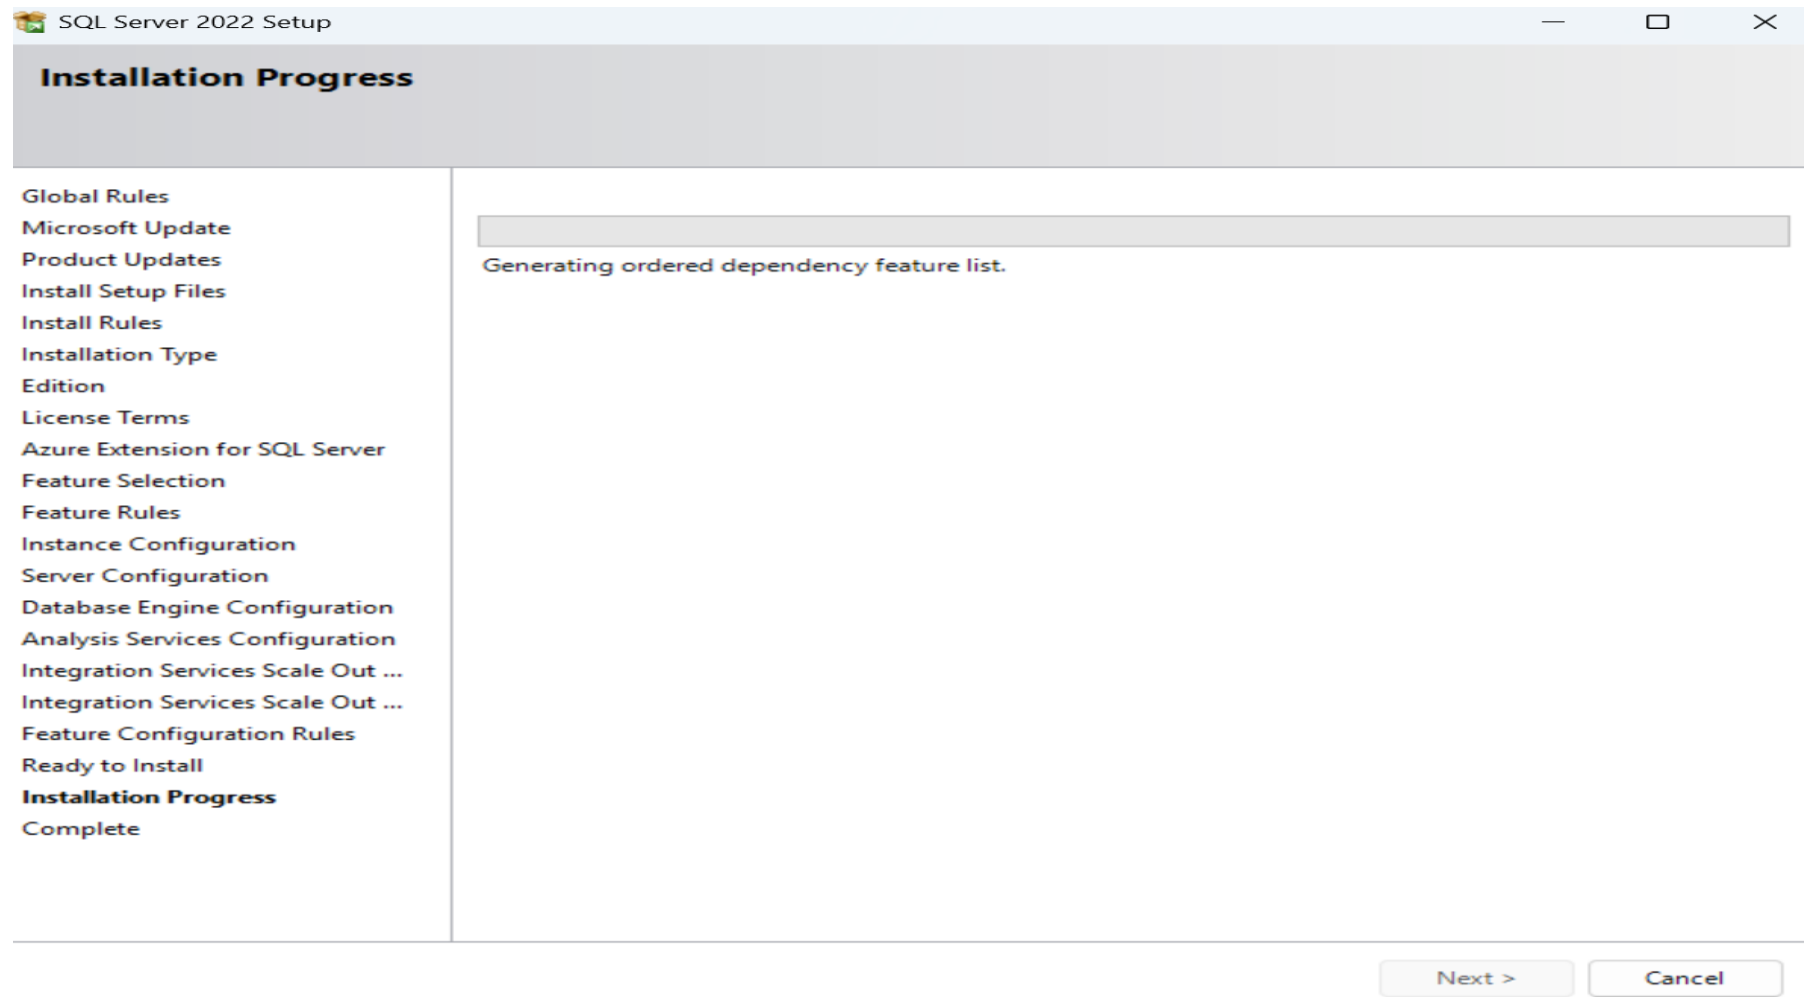 SQL Server 2022 Setup
Installation Progress
Global Rules
Microsoft Update
Product Updates
Install Setup Files
Install Rules
Installation Type
Edition
License Terms
Azure Extension for SQL Server
Feature Selection
Feature Rules
Instance Configuration
Server Configuration
Database Engine Configuration
Analysis Services Configuration
Integration Services Scale Out ...
Integration Services Scale Out ...
Feature Configuration Rules
Ready to Install
Installation Progress
Complete
Generating ordered dependency feature list.
Next >
Cancel